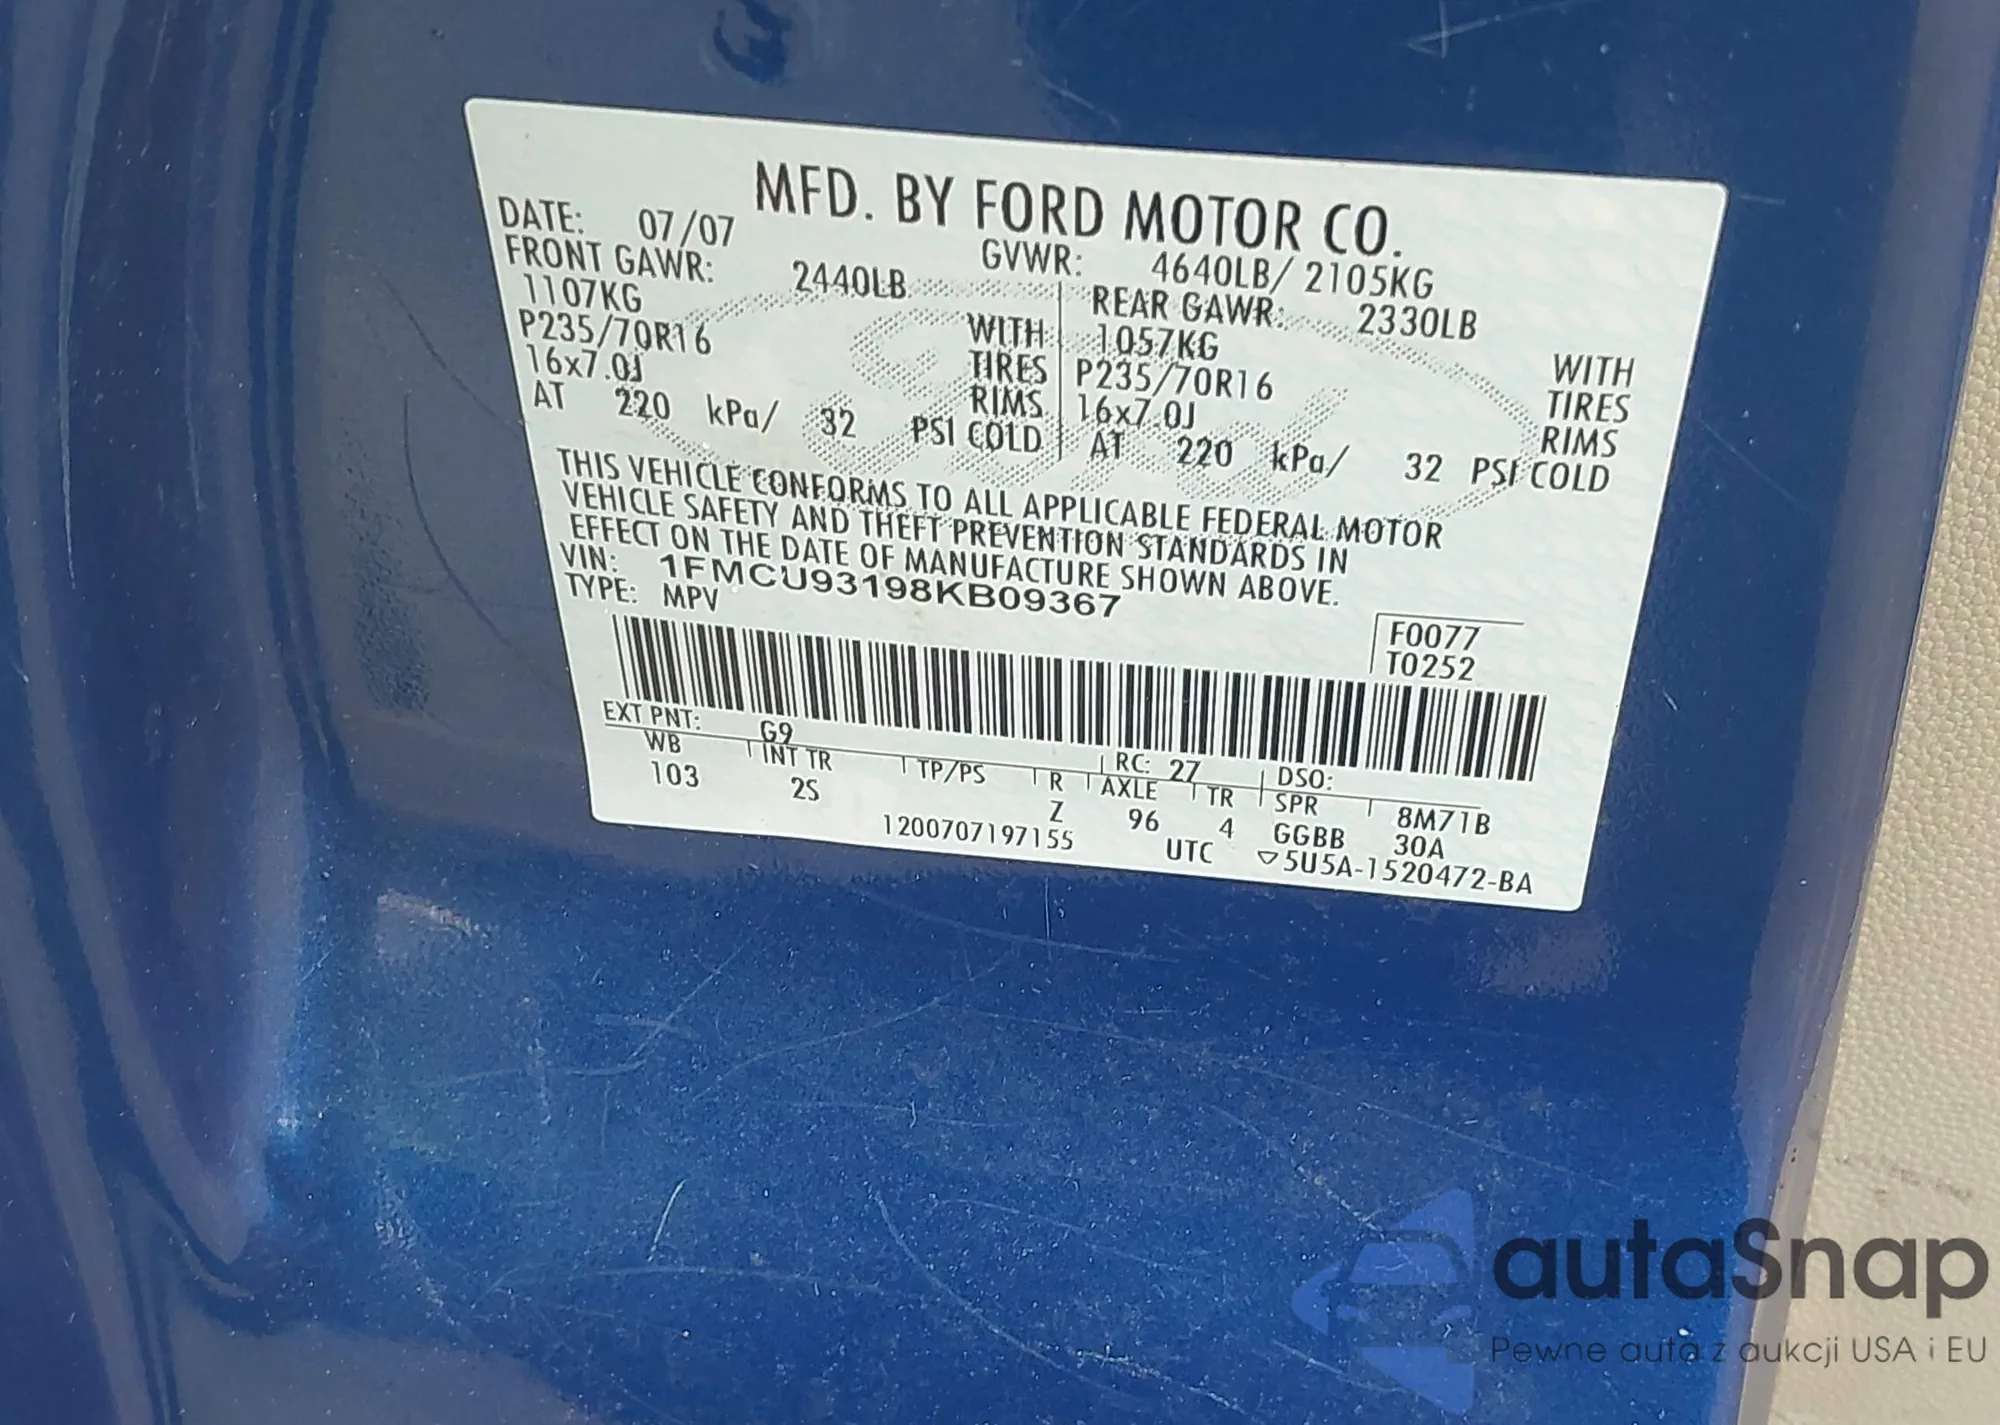 MFD. BY FORD MOTOR CO.
DATE: 07/07 GVWR: 4640LB/ 2105KG
FRONT GAWR: 2440LB REAR GAWR: 2330LB
1107KG WITH 1057KG WITH
P235/70R16 TIRES P235/70R16 TIRES
16x7.0J RIMS 16x7.0J RIMS
AT 220 kPa/ 32 PSI COLD AT 220 kPa/ 32 PSI COLD
THIS VEHICLE CONFORMS TO ALL APPLICABLE FEDERAL MOTOR
VEHICLE SAFETY AND THEFT PREVENTION STANDARDS IN
EFFECT ON THE DATE OF MANUFACTURE SHOWN ABOVE.
VIN: 1FMCU93198KB09367
TYPE: MPV
F0077
T0252
EXT PNT: G9 RC: 27 DSO:
WB INT TR TP/PS R AXLE TR SPR 8M71B
103 2S Z 96 4 GGBB 30A
1200707197155 UTC ▽5U5A-1520472-BA
autaSnap
Pewne auta z aukcji USA i EU